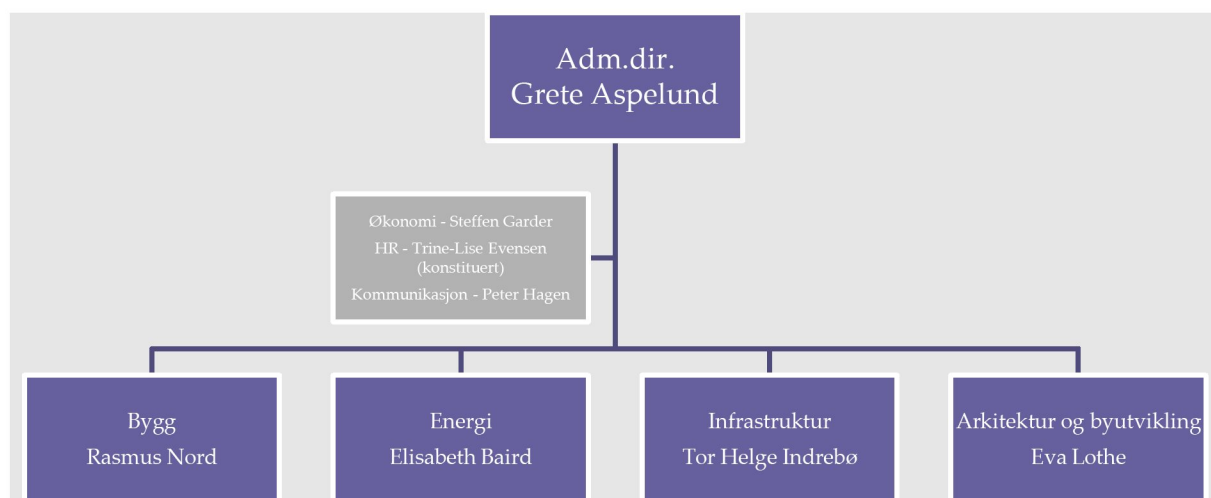 Adm.dir.
Grete Aspelund
Økonomi - Steffen Garder
HR - Trine-Lise Evensen
(konstituert)
Kommunikasjon - Peter Hagen
Bygg
Rasmus Nord
Energi
Elisabeth Baird
Infrastruktur
Tor Helge Indrebø
Arkitektur og byutvikling
Eva Lothe